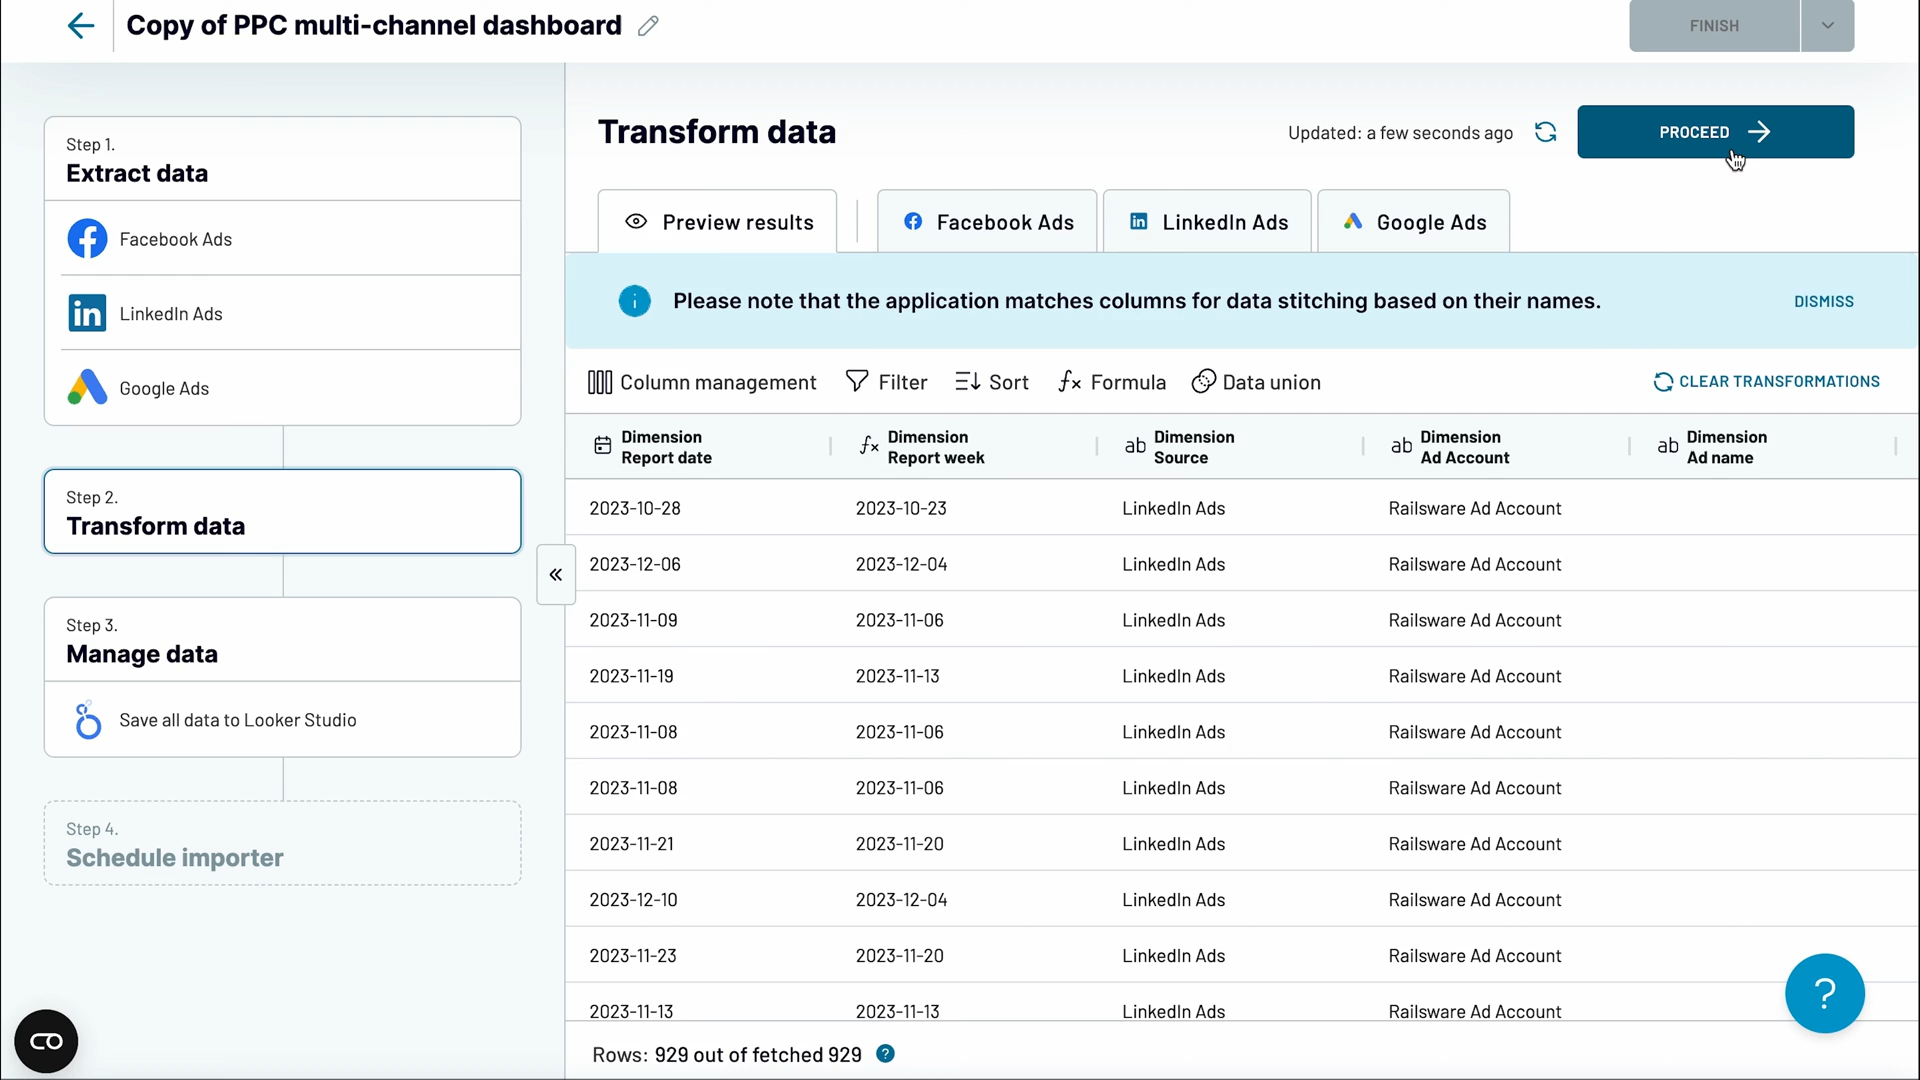 Copy of PPC multi-channel dashboard
FINISH
Step 1.
Extract data
Facebook Ads
LinkedIn Ads
Google Ads
Step 2.
Transform data
Step 3.
Manage data
Save all data to Looker Studio
Step 4.
Schedule importer
Transform data
Updated: a few seconds ago
PROCEED
Preview results
Facebook Ads
LinkedIn Ads
Google Ads
Please note that the application matches columns for data stitching based on their names.
DISMISS
Column management
Filter
Sort
Formula
Data union
CLEAR TRANSFORMATIONS
Dimension
Report date
Dimension
Report week
ab Dimension
Source
ab Dimension
Ad Account
ab Dimension
Ad name
2023-10-28 2023-10-23 LinkedIn Ads Railsware Ad Account
2023-12-06 2023-12-04 LinkedIn Ads Railsware Ad Account
2023-11-09 2023-11-06 LinkedIn Ads Railsware Ad Account
2023-11-19 2023-11-13 LinkedIn Ads Railsware Ad Account
2023-11-08 2023-11-06 LinkedIn Ads Railsware Ad Account
2023-11-08 2023-11-06 LinkedIn Ads Railsware Ad Account
2023-11-21 2023-11-20 LinkedIn Ads Railsware Ad Account
2023-12-10 2023-12-04 LinkedIn Ads Railsware Ad Account
2023-11-23 2023-11-20 LinkedIn Ads Railsware Ad Account
2023-11-13 2023-11-13 LinkedIn Ads Railsware Ad Account
Rows: 929 out of fetched 929 ?
?